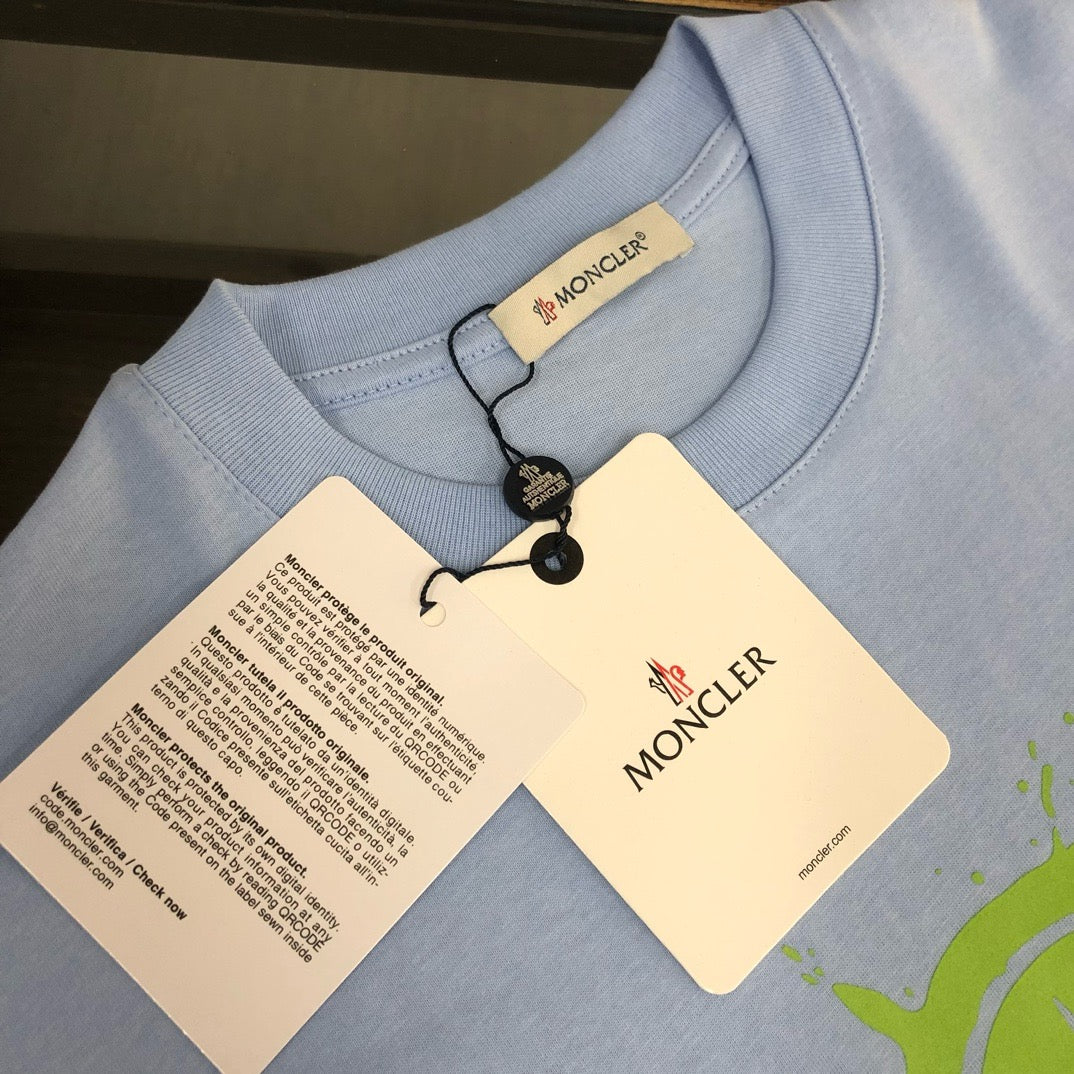 MONCLER®
GARANTIE
AUTHENTIQUE
MONCLER
Moncler protège le produit original.
Ce produit est protégé par une identité numérique.
Vous pouvez vérifier à tout moment l'authenticité,
la qualité et la provenance du produit en effectuant
un simple contrôle par la lecture du QRCODE ou
par le biais du Code se trouvant sur l'étiquette cou-
sue à l'intérieur de cette pièce.
Moncler tutela il prodotto originale.
Questo prodotto è tutelato da un'identità digitale.
In qualsiasi momento può verificare l'autenticità, la
qualità e la provenienza del prodotto facendo un
semplice controllo, leggendo il QRCODE o utiliz-
zando il Codice presente sull'etichetta cucita all'in-
terno di questo capo.
Moncler protects the original product.
This product is protected by its own digital identity.
You can check your product information at any
time. Simply perform a check by reading QRCODE
or using the Code present on the label sewn inside
this garment.
Vérifie / Verifica / Check now
code.moncler.com
info@moncler.com
MONCLER
moncler.com